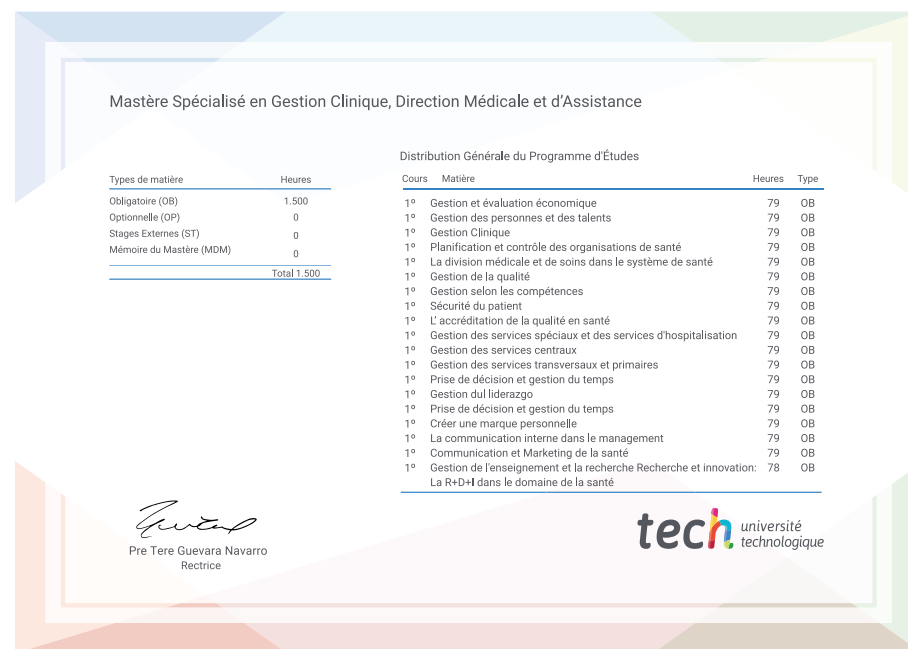 Mastère Spécialisé en Gestion Clinique, Direction Médicale et d'Assistance
Types de matière Heures
Obligatoire (OB) 1.500
Optionnelle (OP) 0
Stages Externes (ST) 0
Mémoire du Mastère (MDM) 0
Total 1.500
Distribution Générale du Programme d'Études
Cours Matière Heures Type
1º Gestion et évaluation économique 79 OB
1º Gestion des personnes et des talents 79 OB
1º Gestion Clinique 79 OB
1º Planification et contrôle des organisations de santé 79 OB
1º La division médicale et de soins dans le système de santé 79 OB
1º Gestion de la qualité 79 OB
1º Gestion selon les compétences 79 OB
1º Sécurité du patient 79 OB
1º L' accréditation de la qualité en santé 79 OB
1º Gestion des services spéciaux et des services d'hospitalisation 79 OB
1º Gestion des services centraux 79 OB
1º Gestion des services transversaux et primaires 79 OB
1º Prise de décision et gestion du temps 79 OB
1º Gestion dul liderazgo 79 OB
1º Prise de décision et gestion du temps 79 OB
1º Créer une marque personnelle 79 OB
1º La communication interne dans le management 79 OB
1º Communication et Marketing de la santé 79 OB
1º Gestion de l'enseignement et la recherche Recherche et innovation: 78 OB
La R+D+I dans le domaine de la santé
Pre Tere Guevara Navarro
Rectrice
tech université
technologique